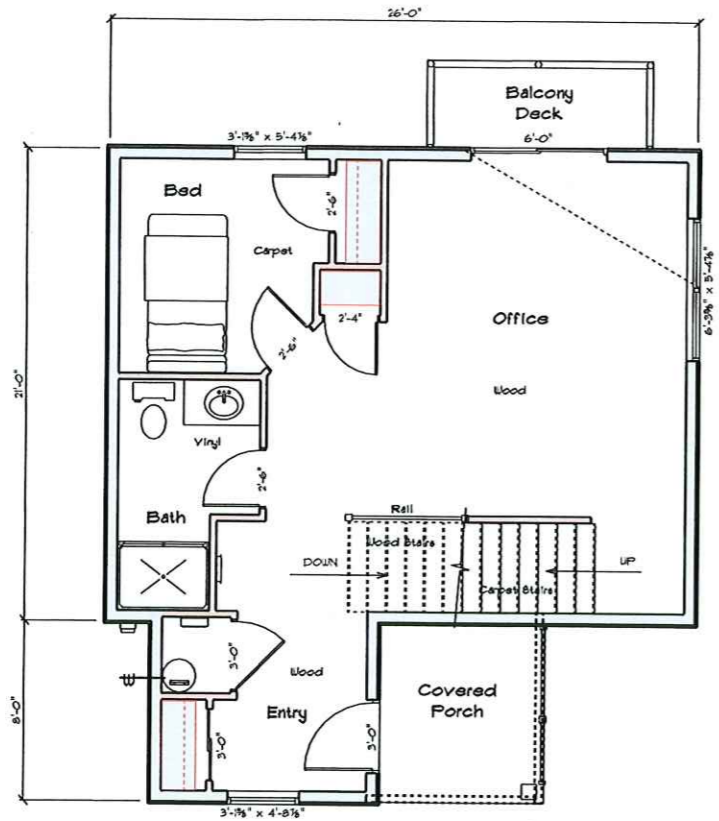 26'-0"
Balcony
Deck
3'-1⅝" x 5'-4⅞"
6'-0"
Bed
2'-6"
Carpet
6'-3⅝" x 5'-4⅞"
2'-4"
Office
2'-6"
21'-0"
Wood
Vinyl
2'-6"
Bath
Rail
Wood Stairs
DOWN
UP
Carpet Stairs
3'-0"
Wood
Covered
Porch
Entry
8'-0"
3'-0"
3'-0"
3'-1⅝" x 4'-8⅞"